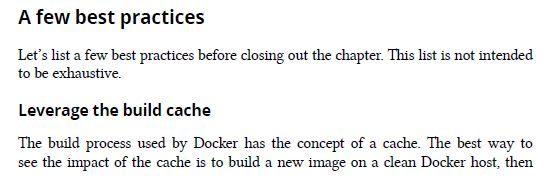 A few best practices
Let’s list a few best practices before closing out the chapter. This list is not intended
to be exhaustive.
Leverage the build cache
The build process used by Docker has the concept of a cache. The best way to
see the impact of the cache is to build a new image on a clean Docker host, then